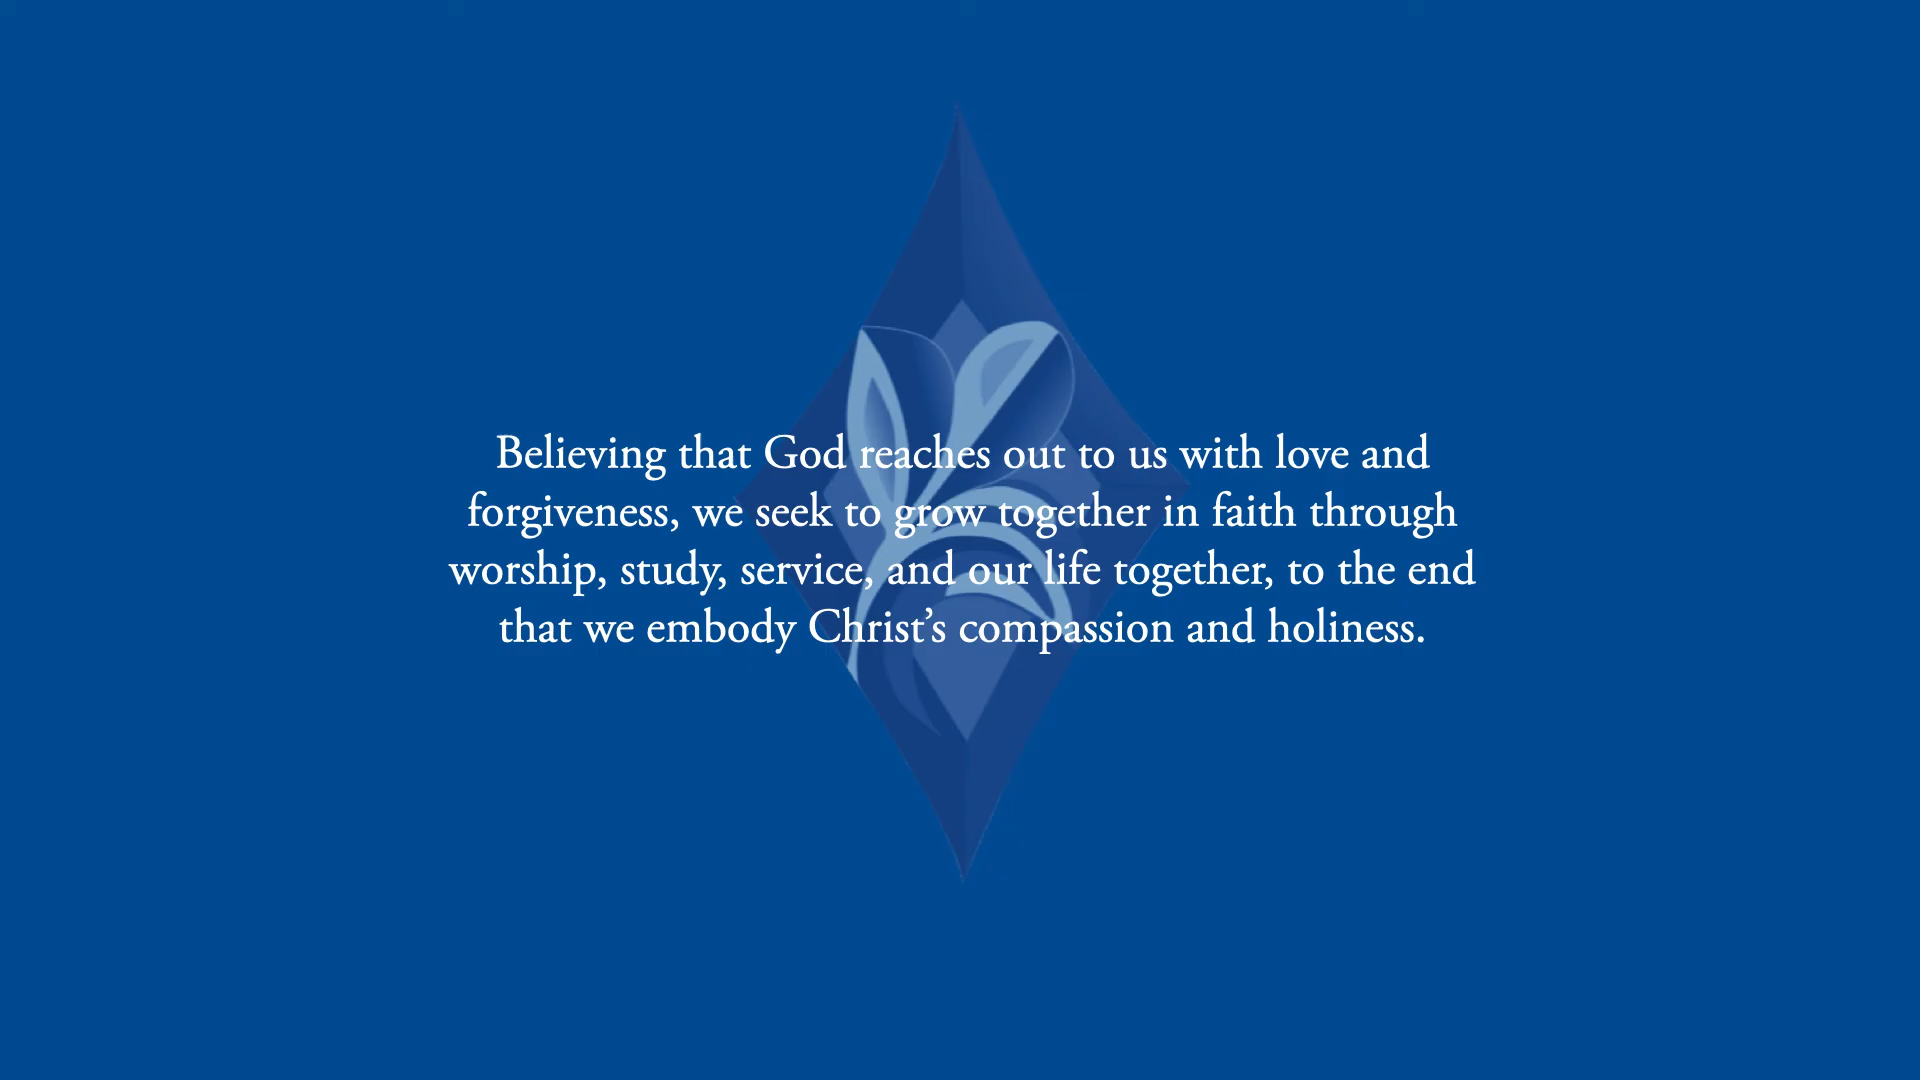 Believing that God reaches out to us with love and
forgiveness, we seek to grow together in faith through
worship, study, service, and our life together, to the end
that we embody Christ’s compassion and holiness.